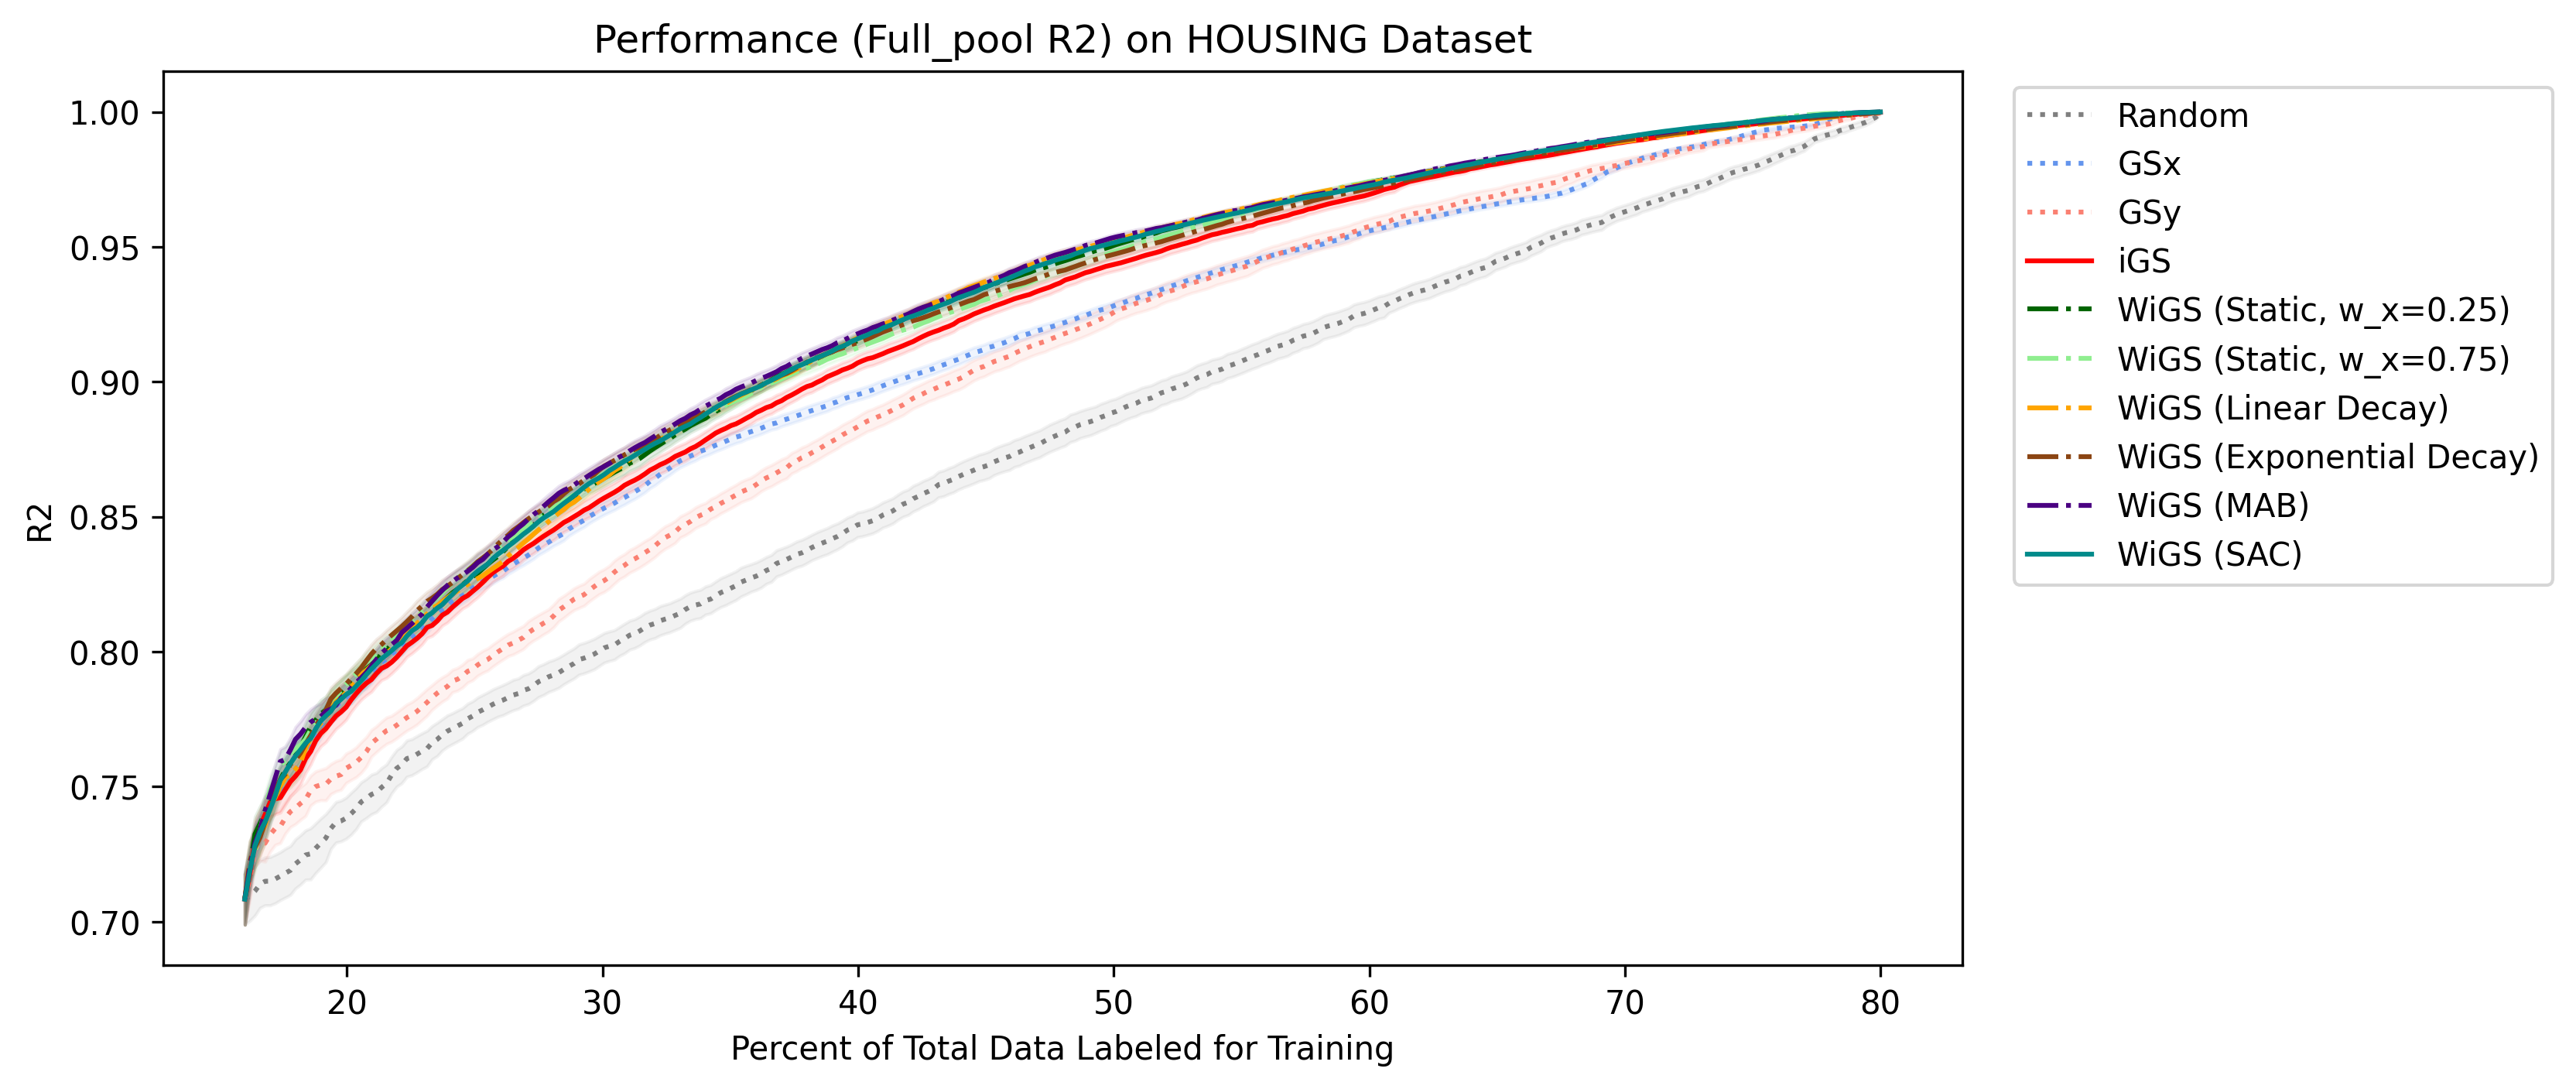 Performance (Full_pool R2) on HOUSING Dataset
1.00
0.95
0.90
0.85
0.80
0.75
0.70
R2
20 30 40 50 60 70 80
Percent of Total Data Labeled for Training
Random
GSx
GSy
iGS
WiGS (Static, w_x=0.25)
WiGS (Static, w_x=0.75)
WiGS (Linear Decay)
WiGS (Exponential Decay)
WiGS (MAB)
WiGS (SAC)